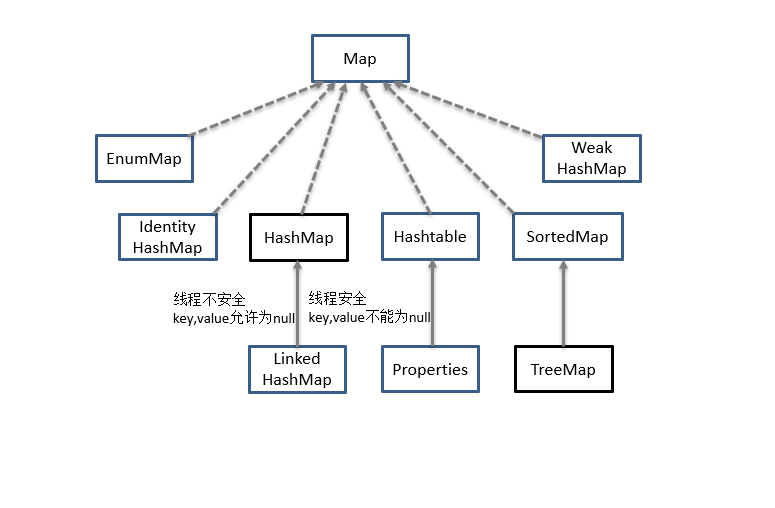 Map
EnumMap
Weak
HashMap
Identity
HashMap
HashMap
Hashtable
SortedMap
线程不安全
key,value允许为null
线程安全
key,value不能为null
Linked
HashMap
Properties
TreeMap